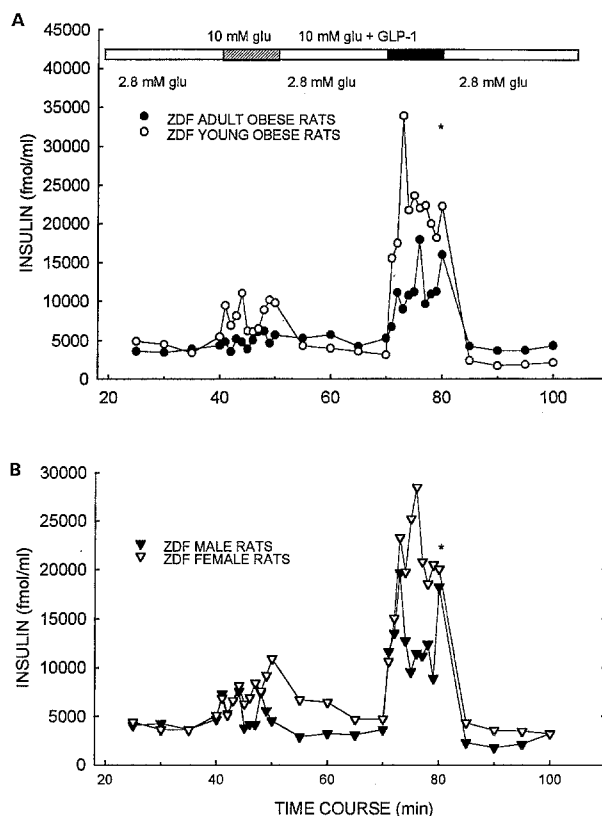 A
10 mM glu
10 mM glu + GLP-1
2.8 mM glu
2.8 mM glu
2.8 mM glu
ZDF ADULT OBESE RATS
ZDF YOUNG OBESE RATS
*
INSULIN (fmol/ml)
45000
40000
35000
30000
25000
20000
15000
10000
5000
0
20
40
60
80
100
B
ZDF MALE RATS
ZDF FEMALE RATS
*
INSULIN (fmol/ml)
30000
25000
20000
15000
10000
5000
0
20
40
60
80
100
TIME COURSE (min)